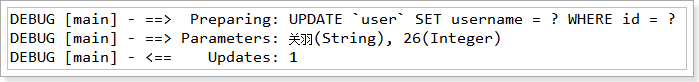 DEBUG [main] - ==>  Preparing: UPDATE `user` SET username = ? WHERE id = ?
DEBUG [main] - ==> Parameters: 关羽(String), 26(Integer)
DEBUG [main] - <==    Updates: 1